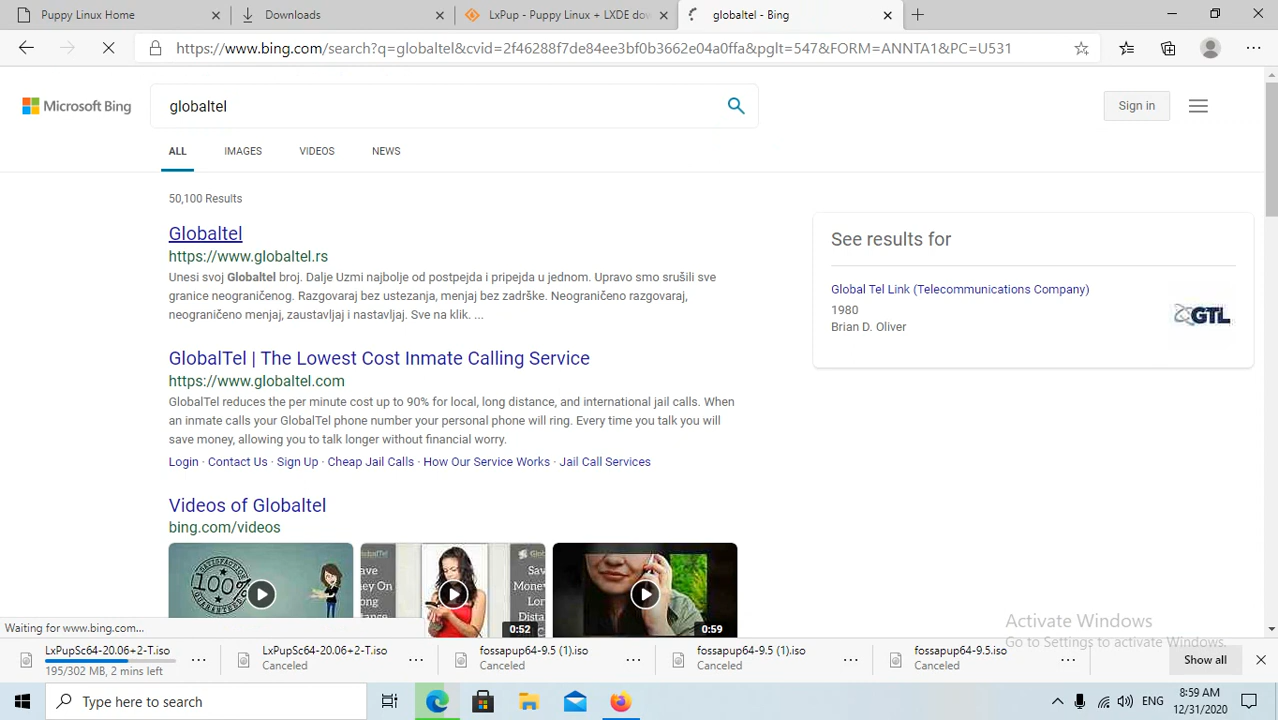 Puppy Linux
Downloads
LxPup - Puppy Linux + LXDE dow
globaltel - Bing
https://www.bing.com/search?q=globaltel&cvid=2f46288f7de84ee3bf0b3662e04a0ffa&pglt=547&FORM=ANNTA1&PC=U531
Microsoft Bing
globaltel
Sign in
ALL IMAGES VIDEOS NEWS
50,100 Results
Globaltel
https://www.globaltel.rs
Unesi svoj Globaltel broj. Dalje Uzmi najbolje od postpejda i pripejda u jednom. Upravo smo srušili sve
granice neograničenog. Razgovaraj bez ustezanja, menjaj bez zadrške. Neograničeno razgovaraj,
neograničeno menjaj, zaustavljaj i nastavljaj. Sve na klik. ...
See results for
Global Tel Link (Telecommunications Company)
1980
Brian D. Oliver
GTL
GlobalTel | The Lowest Cost Inmate Calling Service
https://www.globaltel.com
GlobalTel reduces the per minute cost up to 90% for local, long distance, and international jail calls. When
an inmate calls your GlobalTel phone number your personal phone will ring. Every time you talk you will
save money, allowing you to talk longer without financial worry.
Login · Contact Us · Sign Up · Cheap Jail Calls · How Our Service Works · Jail Call Services
Videos of Globaltel
bing.com/videos
100%
0:52
0:59
Waiting for www.bing.com...
Activate Windows
Go to Settings to activate Windows.
LxPupSc64-20.06+2-T.iso
195/302 MB, 2 mins left
LxPupSc64-20.06+2-T.iso
Canceled
fossapup64-9.5 (1).iso
Canceled
fossapup64-9.5 (1).iso
Canceled
fossapup64-9.5.iso
Canceled
Show all
Type here to search
ENG
8:59 AM
12/31/2020